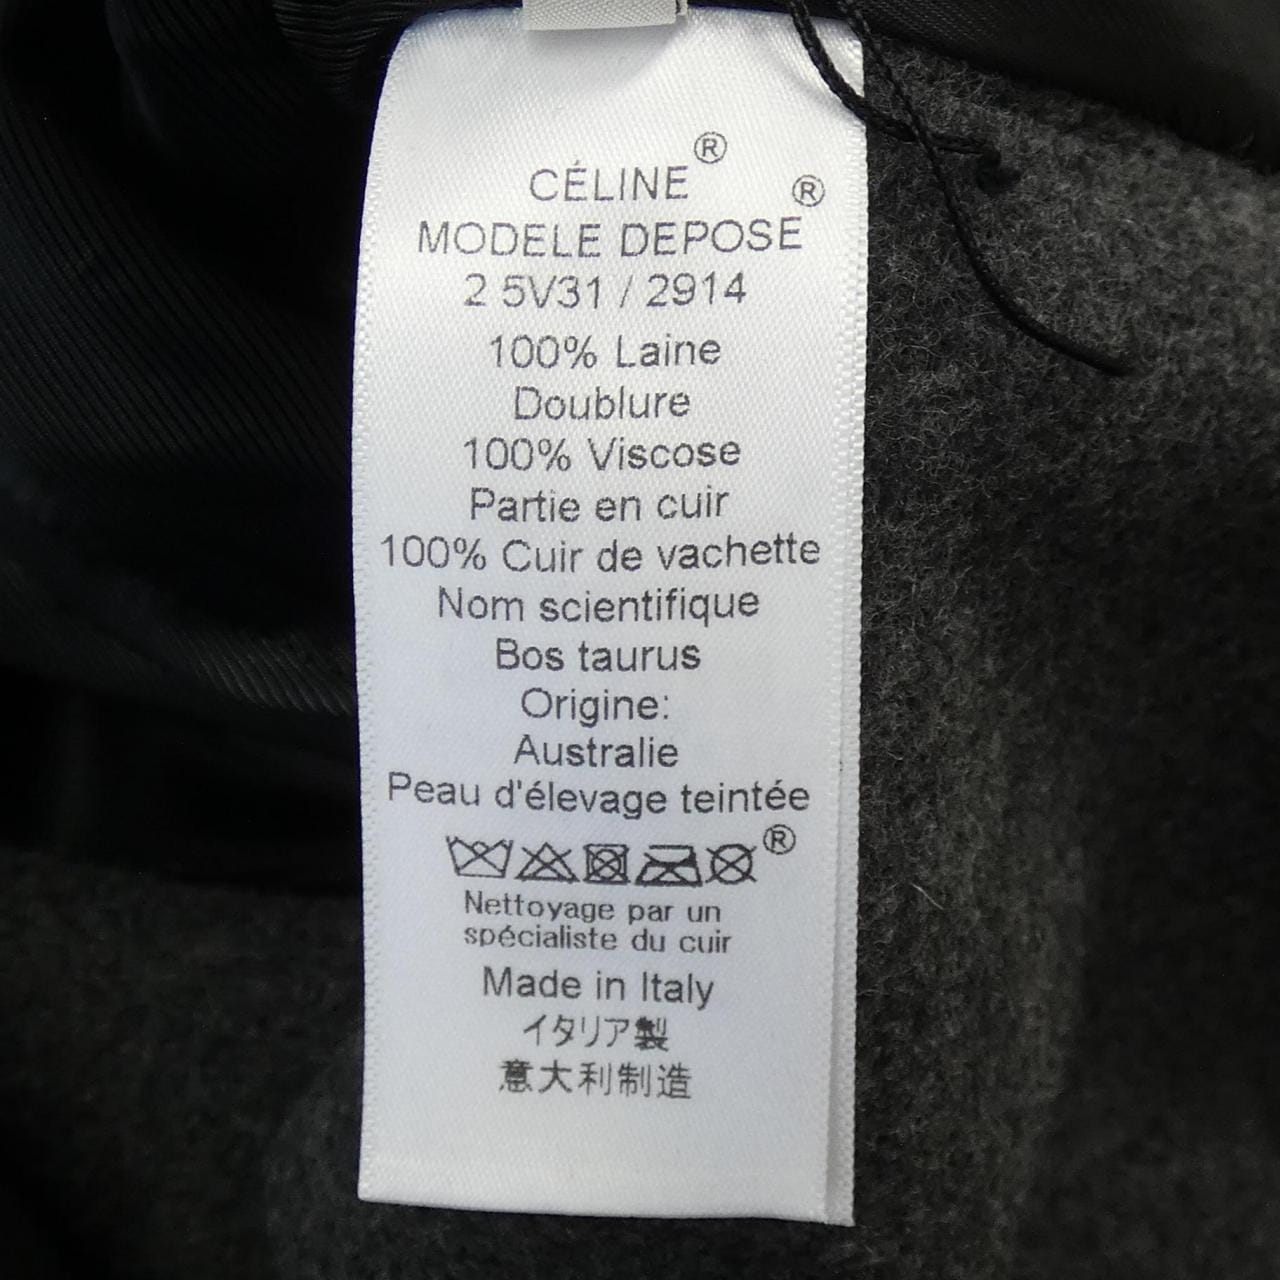 CÉLINE®
MODELE DEPOSE®
2 5V31 / 2914
100% Laine
Doublure
100% Viscose
Partie en cuir
100% Cuir de vachette
Nom scientifique
Bos taurus
Origine:
Australie
Peau d'élevage teintée
®
Nettoyage par un
spécialiste du cuir
Made in Italy
イタリア製
意大利制造